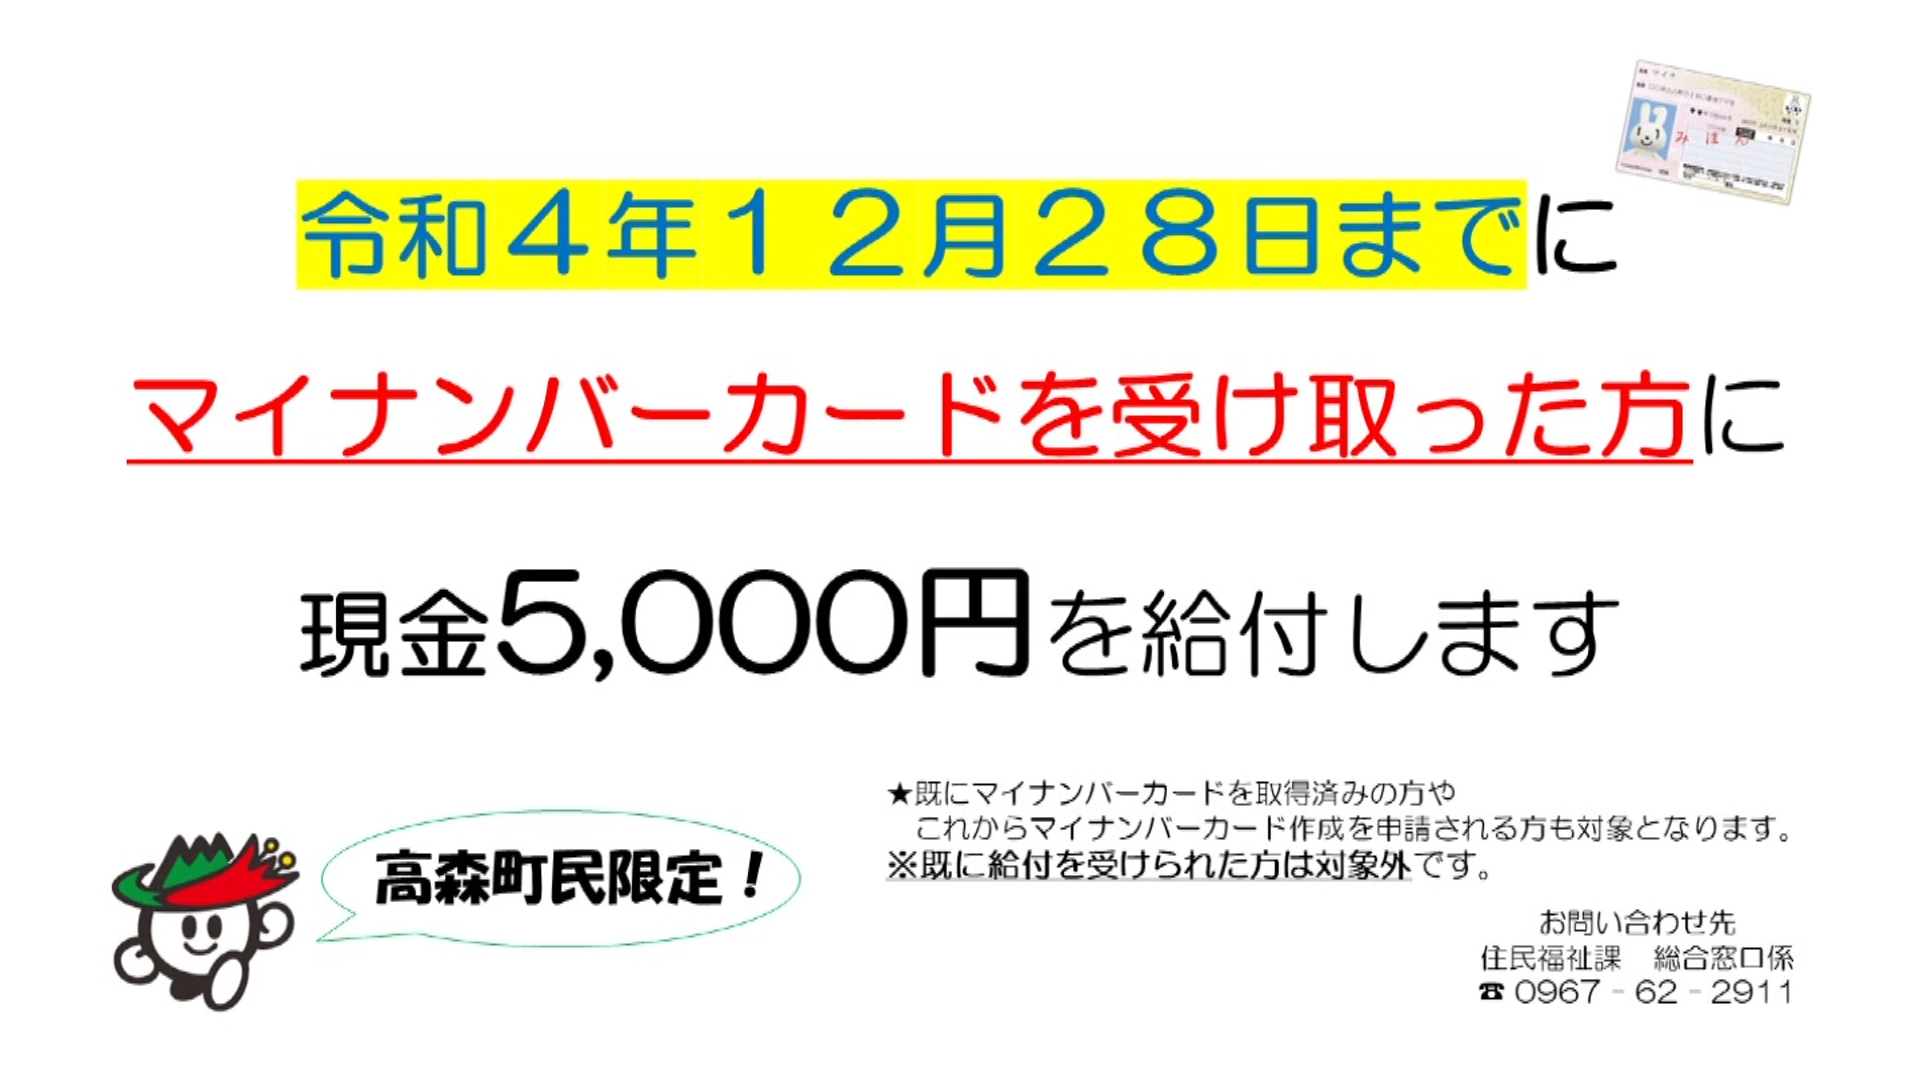 令和４年１２月２８日までに
マイナンバーカードを受け取った方に
現金5,000円を給付します
高森町民限定！
★既にマイナンバーカードを取得済みの方や
これからマイナンバーカード作成を申請される方も対象となります。
※既に給付を受けられた方は対象外です。
お問い合わせ先
住民福祉課　総合窓口係
☎ 0967－62－2911
みほん